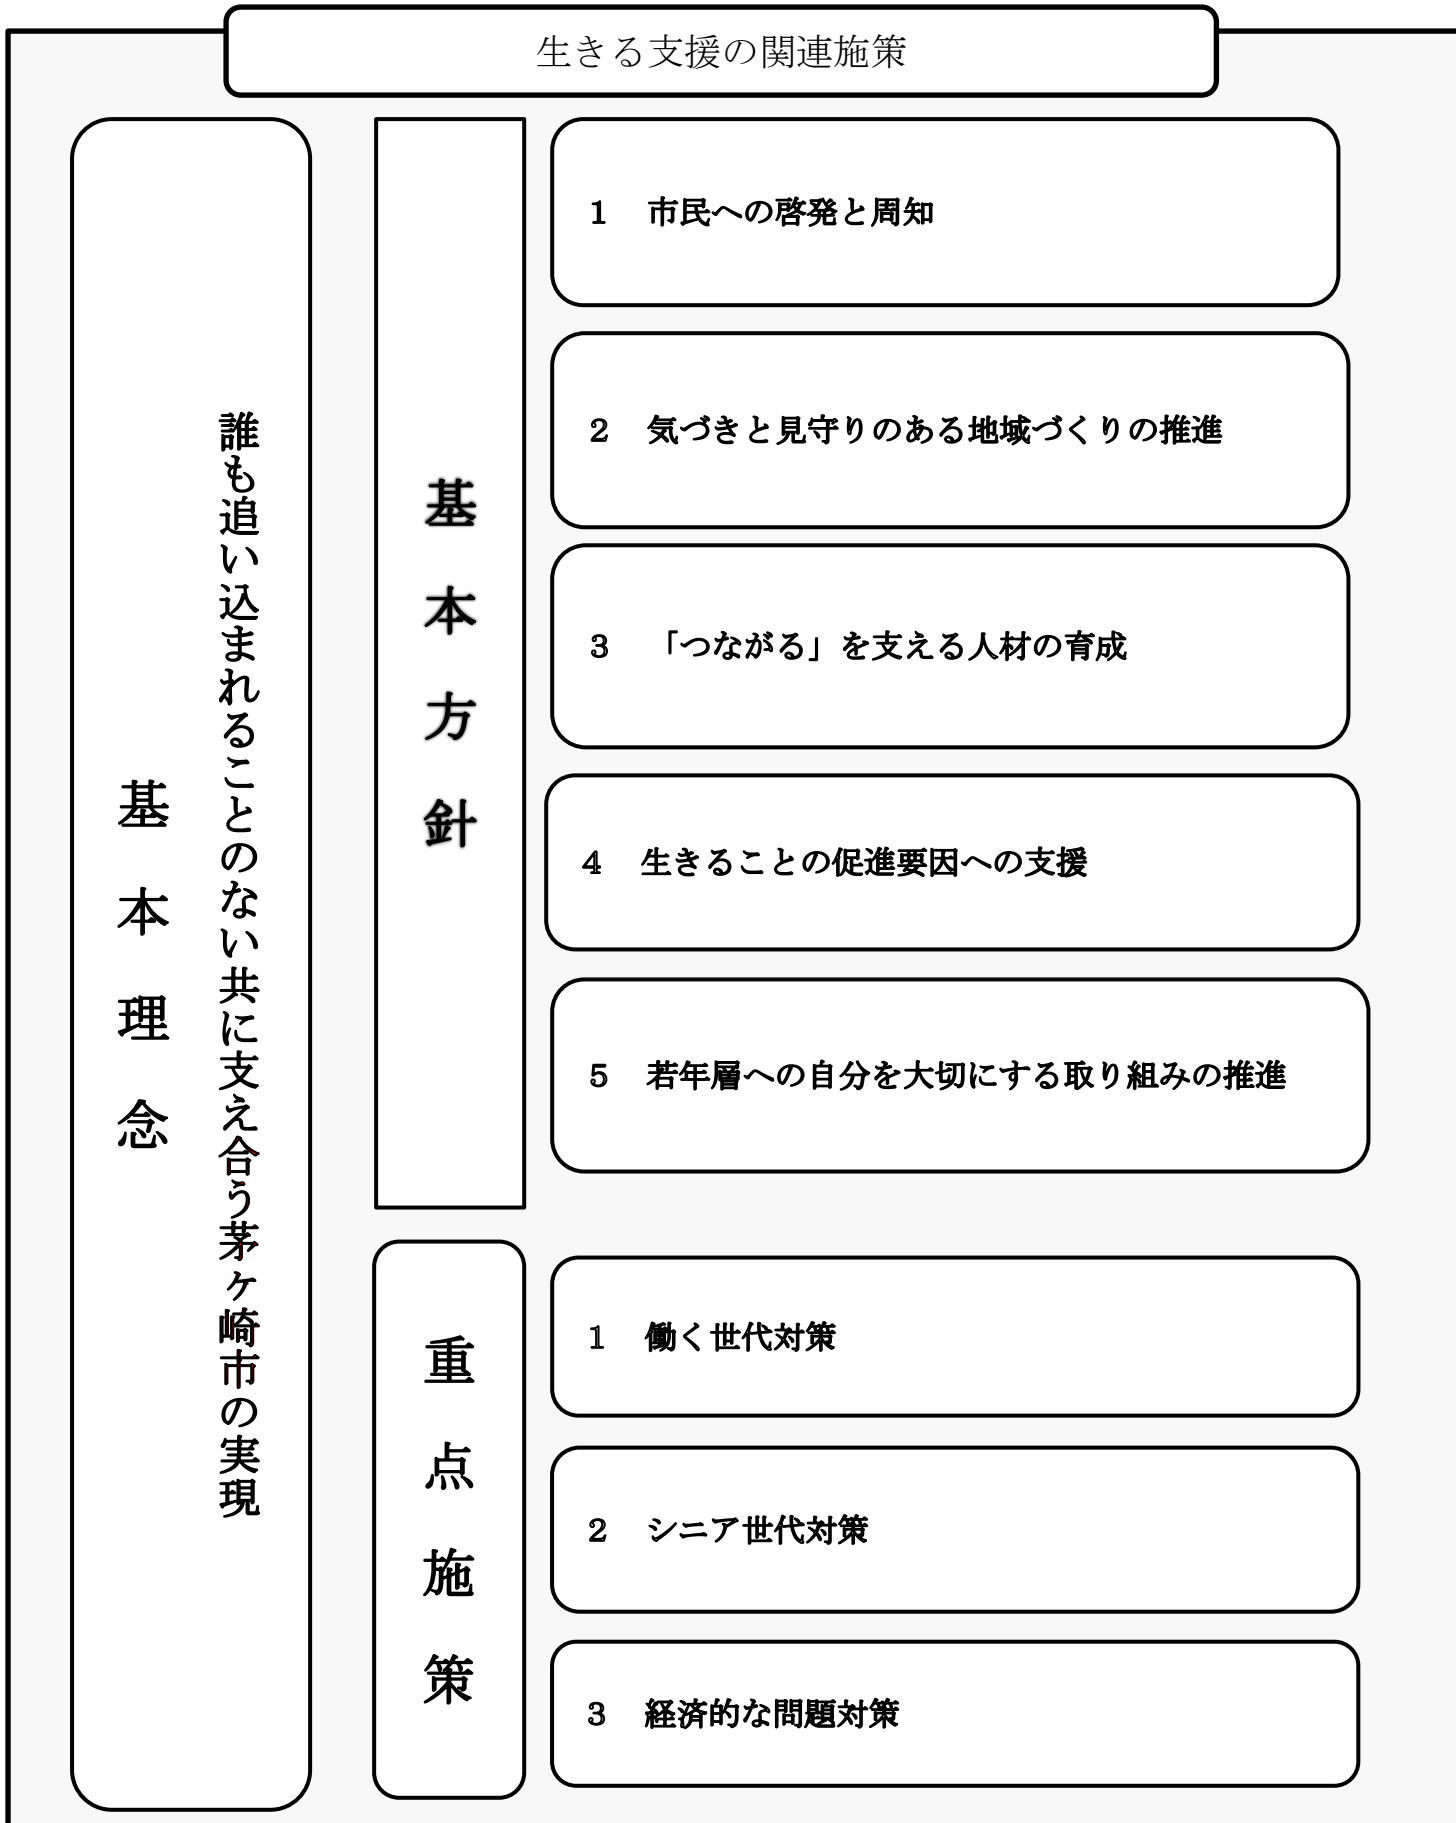 生きる支援の関連施策
基本理念
誰も追い込まれることのない共に支え合う茅ヶ崎市の実現
基本方針
1　市民への啓発と周知
2　気づきと見守りのある地域づくりの推進
3　「つながる」を支える人材の育成
4　生きることの促進要因への支援
5　若年層への自分を大切にする取り組みの推進
重点施策
1　働く世代対策
2　シニア世代対策
3　経済的な問題対策